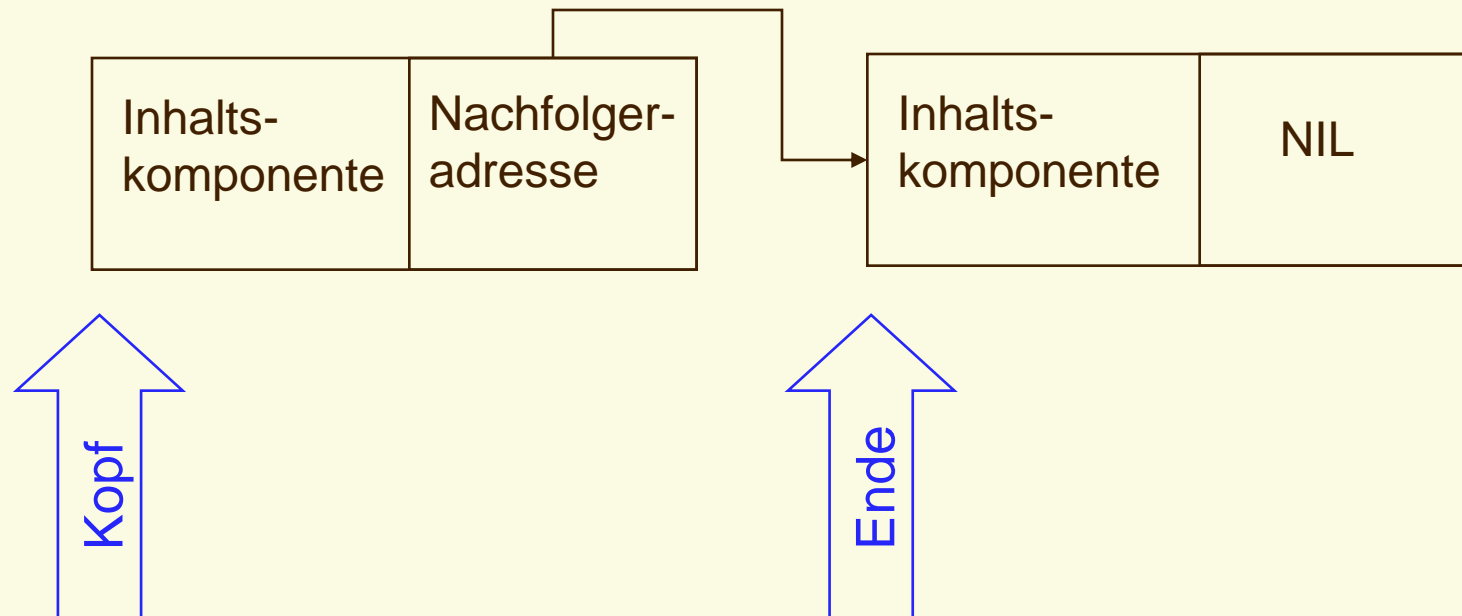 Inhalts-
komponente
Nachfolger-
adresse
Inhalts-
komponente
NIL
Kopf
Ende